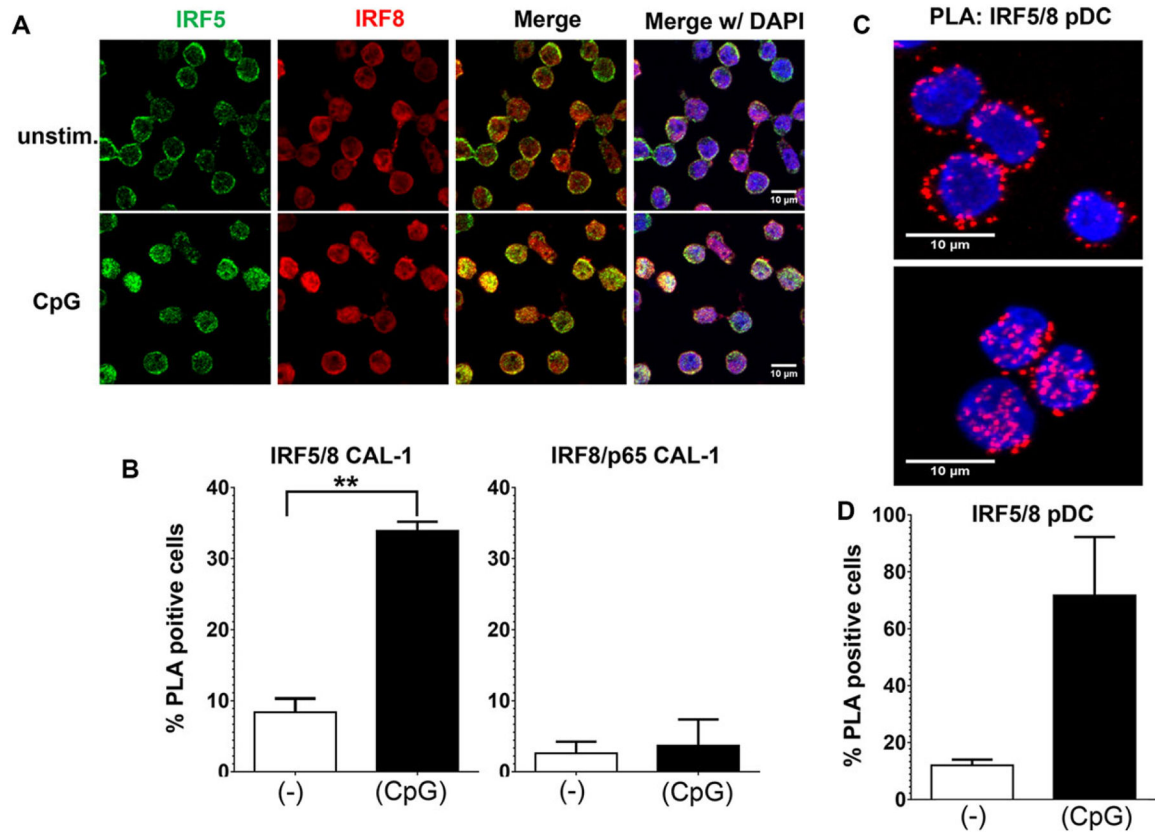 A
IRF5
IRF8
Merge
Merge w/ DAPI
unstim.
10 µm
CpG
10 µm
C
PLA: IRF5/8 pDC
10 µm
10 µm
B
IRF5/8 CAL-1
% PLA poitive cells
40
30
20
10
0
**
(-)
(CpG)
IRF8/p65 CAL-1
40
30
20
10
0
(-)
(CpG)
D
IRF5/8 pDC
% PLA positive cells
100
80
60
40
20
0
(-)
(CpG)